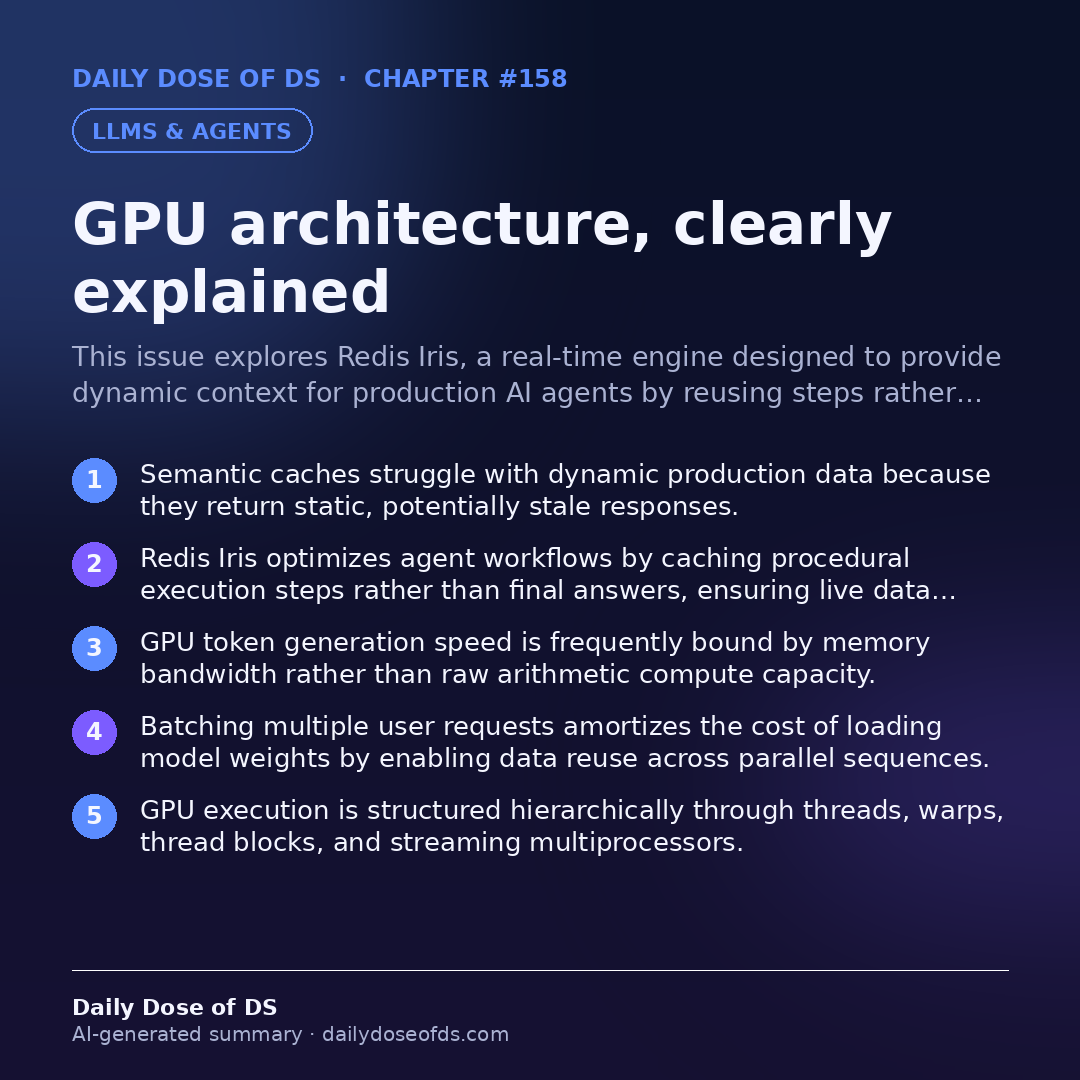 DAILY DOSE OF DS · CHAPTER #158
LLMS & AGENTS
GPU architecture, clearly
explained
This issue explores Redis Iris, a real-time engine designed to provide
dynamic context for production AI agents by reusing steps rather…
1 Semantic caches struggle with dynamic production data because
they return static, potentially stale responses.
2 Redis Iris optimizes agent workflows by caching procedural
execution steps rather than final answers, ensuring live data…
3 GPU token generation speed is frequently bound by memory
bandwidth rather than raw arithmetic compute capacity.
4 Batching multiple user requests amortizes the cost of loading
model weights by enabling data reuse across parallel sequences.
5 GPU execution is structured hierarchically through threads, warps,
thread blocks, and streaming multiprocessors.
Daily Dose of DS
AI-generated summary · dailydoseofds.com